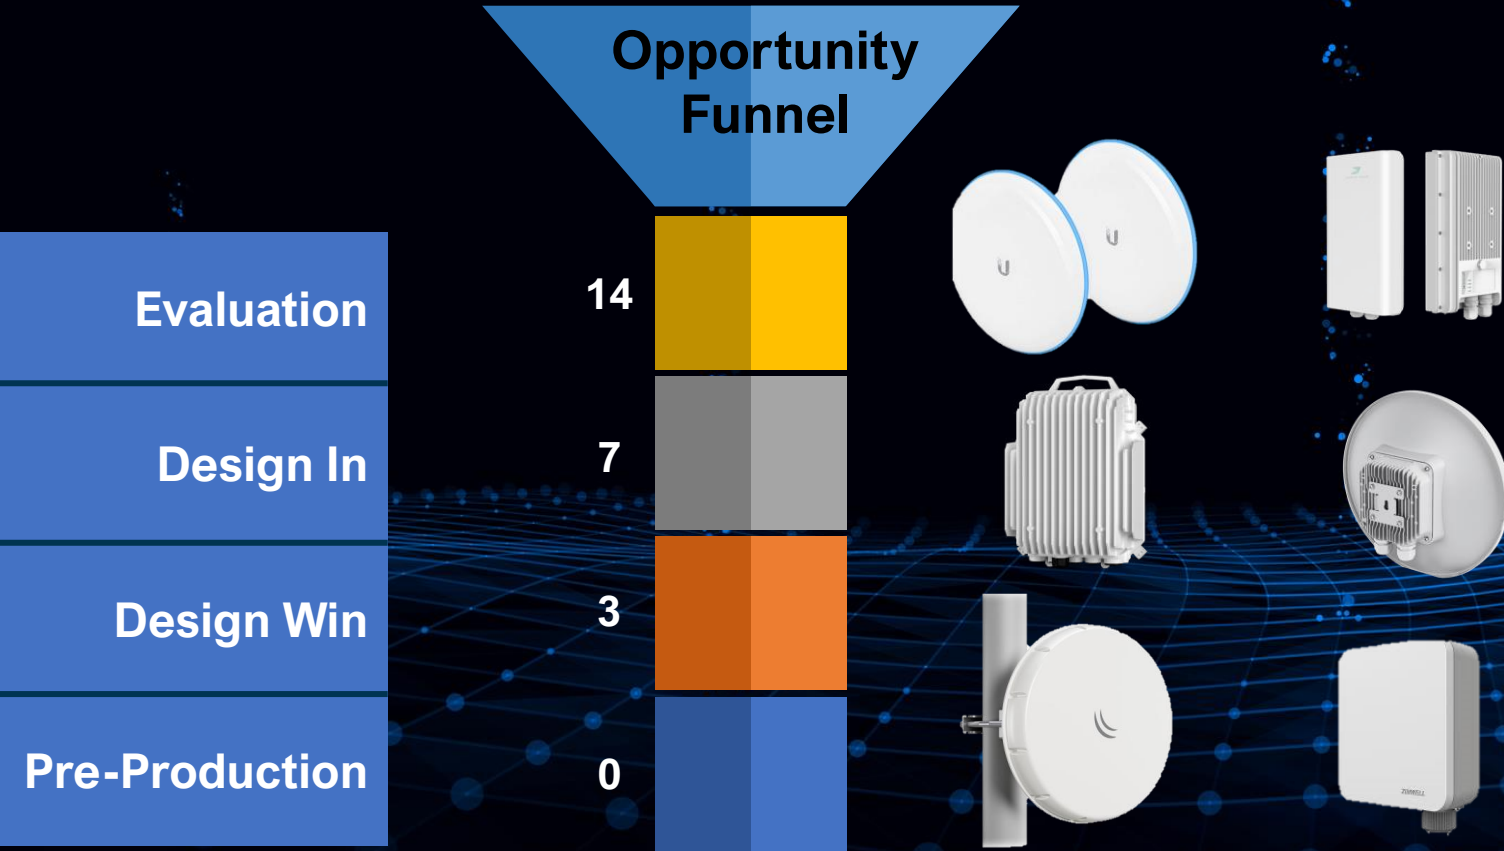 Opportunity
Funnel
Evaluation
14
Design In
7
Design Win
3
Pre-Production
0